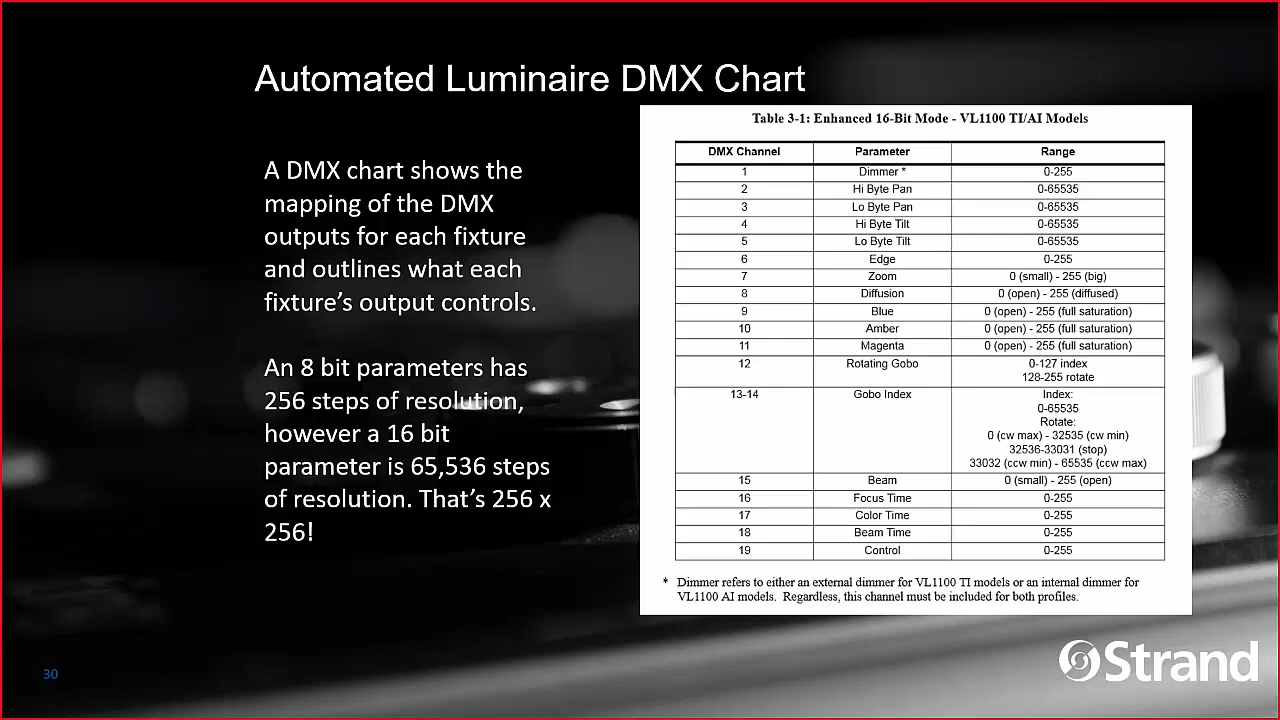 Automated Luminaire DMX Chart
A DMX chart shows the
mapping of the DMX
outputs for each fixture
and outlines what each
fixture's output controls.
An 8 bit parameters has
256 steps of resolution,
however a 16 bit
parameter is 65,536 steps
of resolution. That's 256 x
256!
Table 3-1: Enhanced 16-Bit Mode - VL1100 TI/AI Models
DMX Channel Parameter Range
1 Dimmer * 0-255
2 Hi Byte Pan 0-65535
3 Lo Byte Pan 0-65535
4 Hi Byte Tilt 0-65535
5 Lo Byte Tilt 0-65535
6 Edge 0-255
7 Zoom 0 (small) - 255 (big)
8 Diffusion 0 (open) - 255 (diffused)
9 Blue 0 (open) - 255 (full saturation)
10 Amber 0 (open) - 255 (full saturation)
11 Magenta 0 (open) - 255 (full saturation)
12 Rotating Gobo 0-127 index
128-255 rotate
13-14 Gobo Index Index:
0-65535
Rotate:
0 (cw max) - 32535 (cw min)
32536-33031 (stop)
33032 (ccw min) - 65535 (ccw max)
15 Beam 0 (small) - 255 (open)
16 Focus Time 0-255
17 Color Time 0-255
18 Beam Time 0-255
19 Control 0-255
* Dimmer refers to either an external dimmer for VL1100 TI models or an internal dimmer for
VL1100 AI models. Regardless, this channel must be included for both profiles.
30
Strand